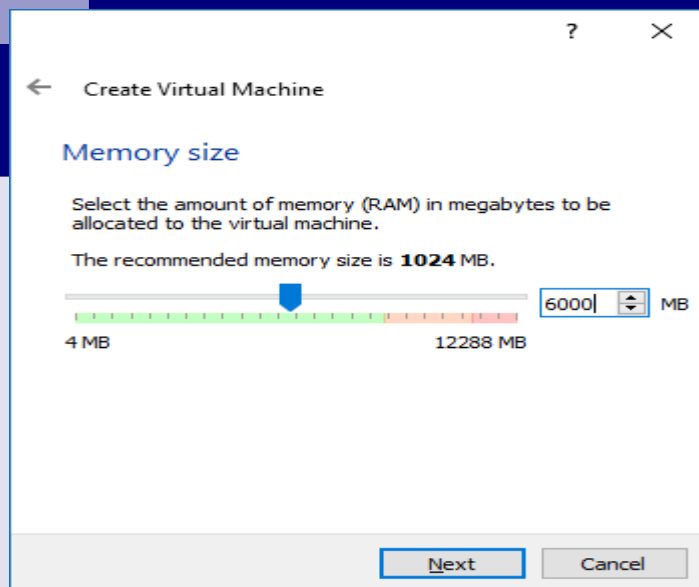 ?
Create Virtual Machine
Memory size
Select the amount of memory (RAM) in megabytes to be
allocated to the virtual machine.
The recommended memory size is 1024 MB.
6000 MB
4 MB 12288 MB
Next Cancel